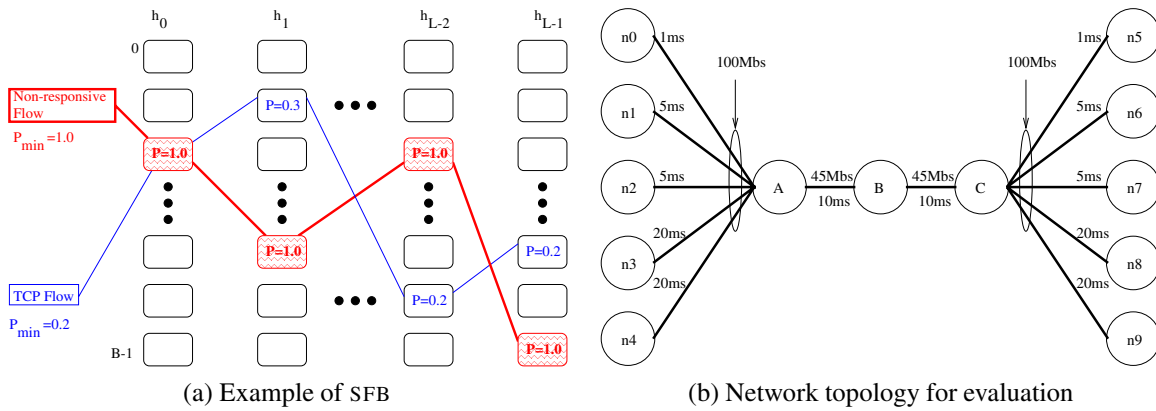 h0 h1 hL-2 hL-1
0
Non-responsive
Flow
Pmin =1.0
P=0.3
P=1.0 P=1.0
P=1.0
P=0.2
TCP Flow
P=0.2
Pmin =0.2
B-1
P=1.0
(a) Example of SFB
n0 1ms 1ms n5
100Mbs 100Mbs
n1 5ms 5ms n6
n2 5ms A 45Mbs B 45Mbs C 5ms n7
10ms 10ms
n3 20ms 20ms n8
20ms 20ms
n4 n9
(b) Network topology for evaluation